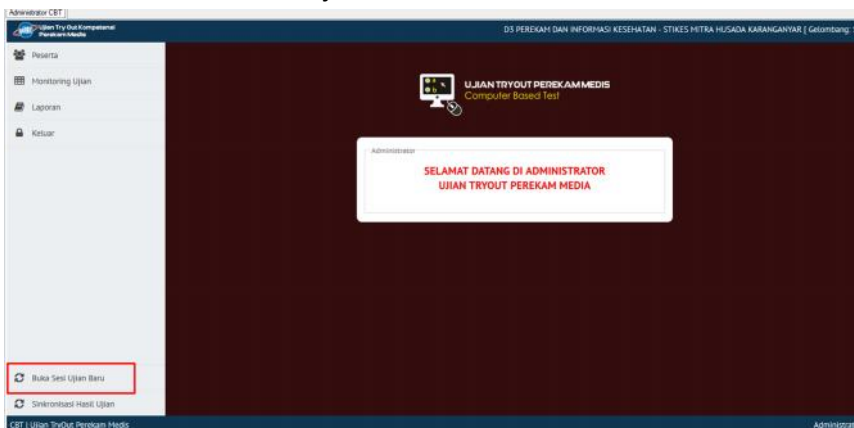 Administrator CBT
Ujian Try Out Kompetensi
Perekam Medis
D3 PEREKAM DAN INFORMASI KESEHATAN - STIKES MITRA HUSADA KARANGANYAR [ Gelombang:
Peserta
Monitoring Ujian
Laporan
Keluar
UJIAN TRYOUT PEREKAM MEDIS
Computer Based Test
Administrator
SELAMAT DATANG DI ADMINISTRATOR
UJIAN TRYOUT PEREKAM MEDIA
Buka Sesi Ujian Baru
Sinkronisasi Hasil Ujian
CBT | Ujian TryOut Perekam Medis
Administrat